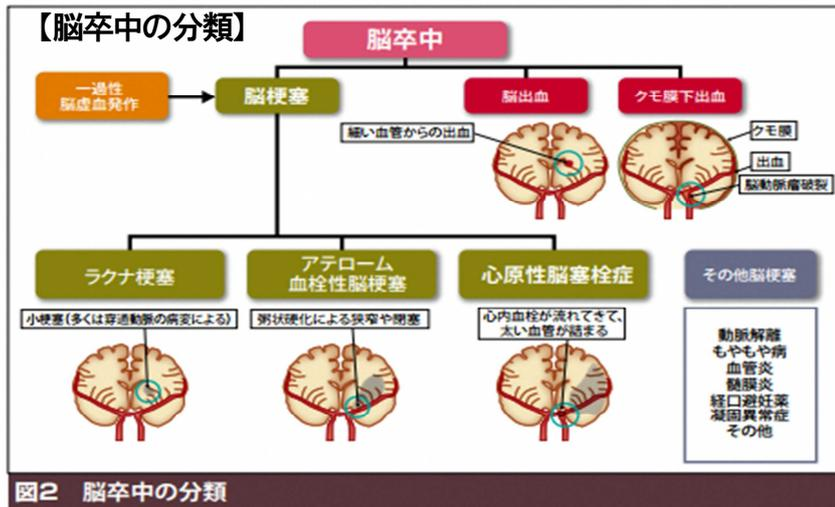 【脳卒中の分類】
脳卒中
一過性
脳虚血発作
脳梗塞
脳出血
クモ膜下出血
細い血管からの出血
クモ膜
出血
脳動脈瘤破裂
ラクナ梗塞
アテローム
血栓性脳梗塞
心原性脳塞栓症
その他脳梗塞
小梗塞(多くは穿通動脈の病変による)
粥状硬化による狭窄や閉塞
心内血栓が流れてきて、
太い血管が詰まる
動脈解離
もやもや病
血管炎
髄膜炎
経口避妊薬
凝固異常症
その他
図2 脳卒中の分類